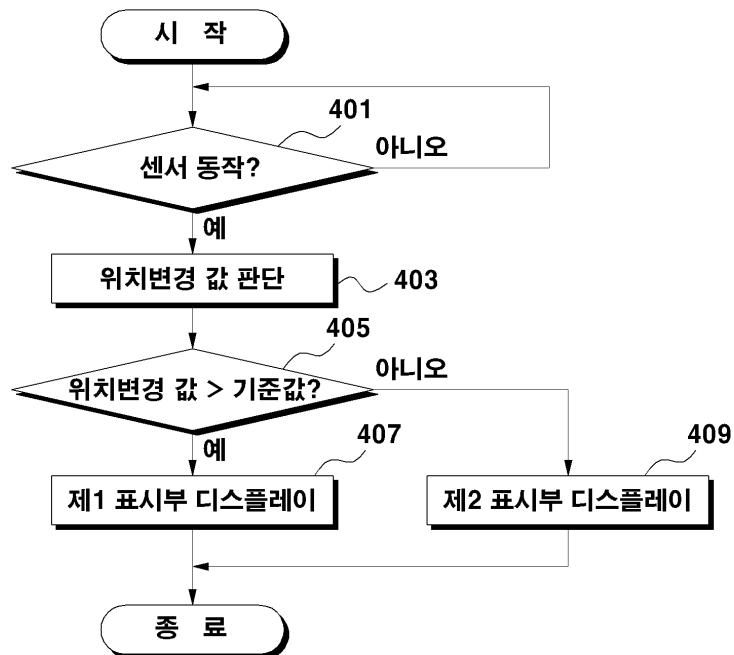 시 작
401
센서 동작?
아니오
예
위치변경 값 판단
403
405
위치변경 값 > 기준값?
아니오
예
407
409
제1 표시부 디스플레이
제2 표시부 디스플레이
종 료